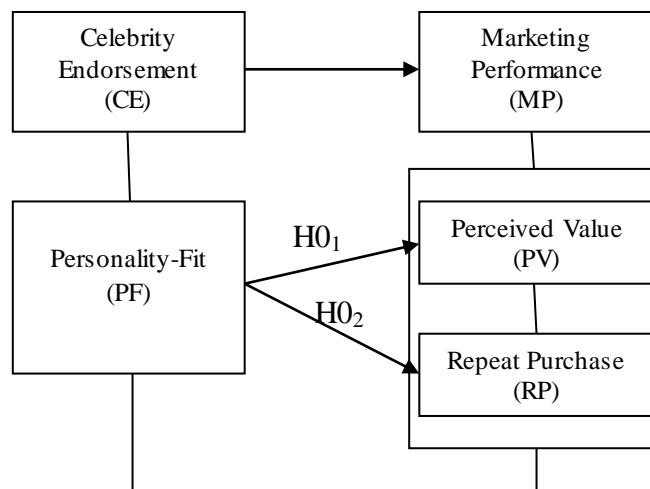 Celebrity
Endorsement
(CE)
Marketing
Performance
(MP)
Personality-Fit
(PF)
H0₁
H0₂
Perceived Value
(PV)
Repeat Purchase
(RP)